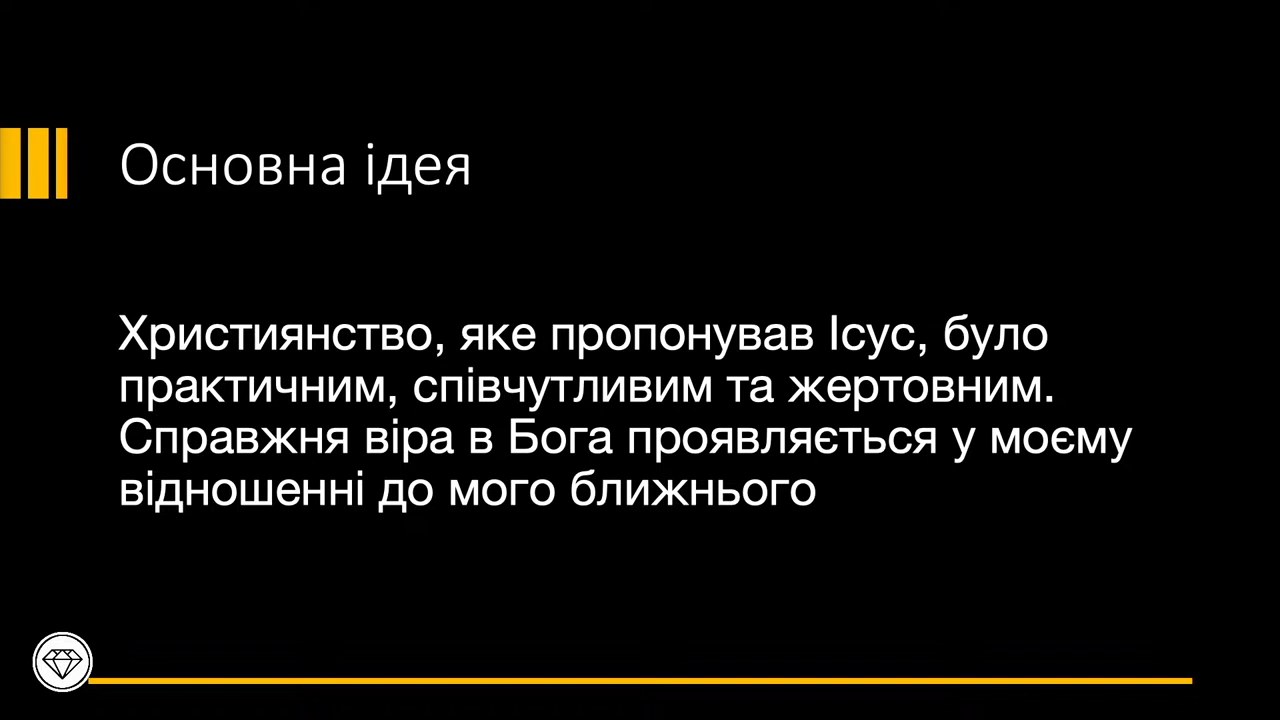 Основна ідея
Християнство, яке пропонував Ісус, було
практичним, співчутливим та жертовним.
Справжня віра в Бога проявляється у моєму
відношенні до мого ближнього